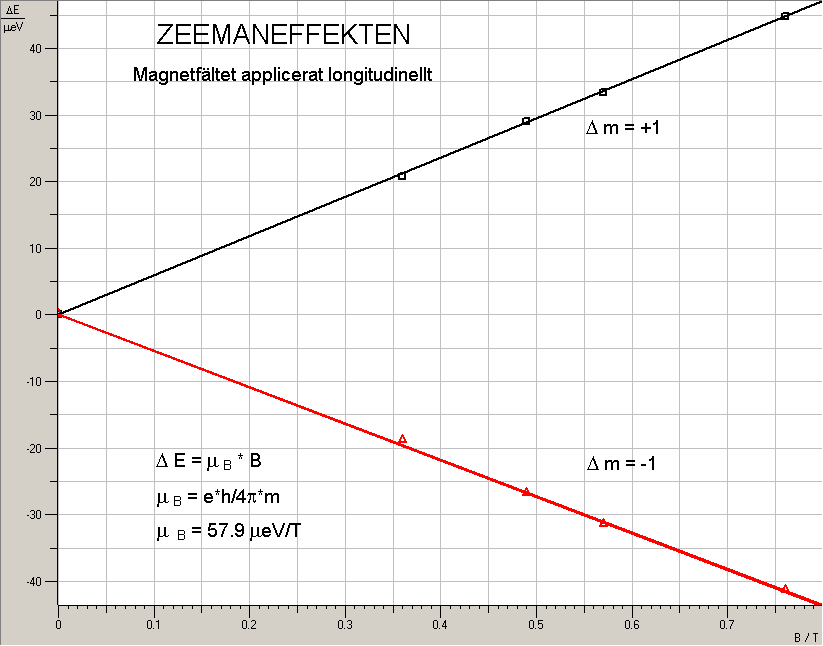 ΔE
μeV
ZEEMANEFFEKTEN
Magnetfältet applicerat longitudinellt
40
30
20
10
0
-10
-20
-30
-40
Δ m = +1
Δ m = -1
Δ E = μ B * B
μ B = e*h/4π*m
μ B = 57.9 μeV/T
0 0.1 0.2 0.3 0.4 0.5 0.6 0.7
B / T